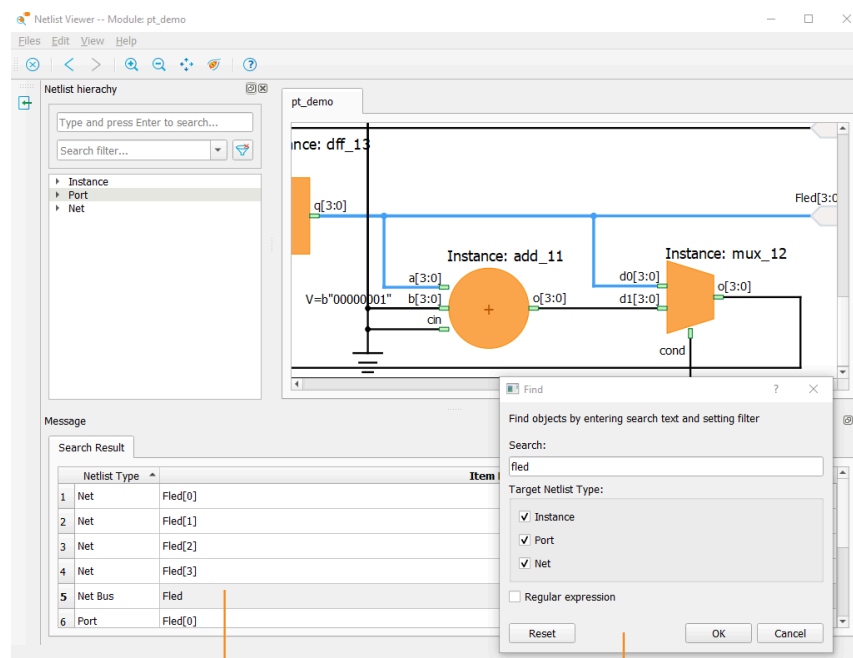 Netlist Viewer -- Module: pt_demo
Files Edit View Help
Netlist hierachy
Type and press Enter to search...
Search filter...
Instance
Port
Net
pt_demo
nce: dff_13
q[3:0]
Fled[3:0
Instance: add_11
Instance: mux_12
a[3:0]
d0[3:0]
V=b"00000001" b[3:0]
o[3:0]
d1[3:0]
o[3:0]
+
cin
cond
Message
Search Result
Netlist Type Item
1 Net Fled[0]
2 Net Fled[1]
3 Net Fled[2]
4 Net Fled[3]
5 Net Bus Fled
6 Port Fled[0]
Find
Find objects by entering search text and setting filter
Search:
fled
Target Netlist Type:
Instance
Port
Net
Regular expression
Reset OK Cancel